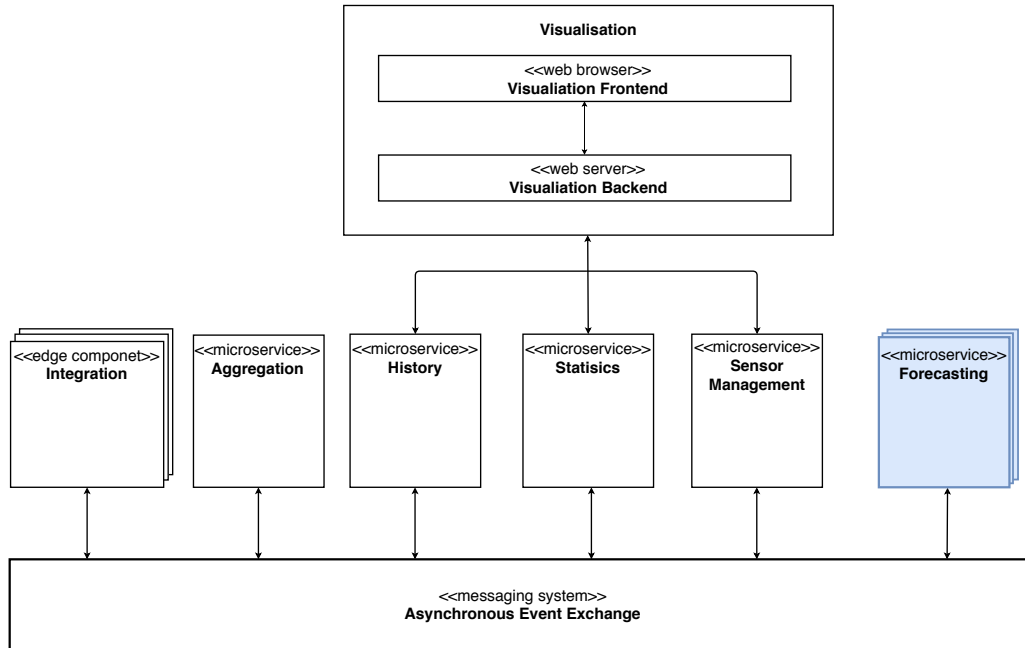 Visualisation
<<web browser>>
Visualiation Frontend
<<web server>>
Visualiation Backend
<<edge componet>>
Integration
<<microservice>>
Aggregation
<<microservice>>
History
<<microservice>>
Statisics
<<microservice>>
Sensor
Management
<<microservice>>
Forecasting
<<messaging system>>
Asynchronous Event Exchange